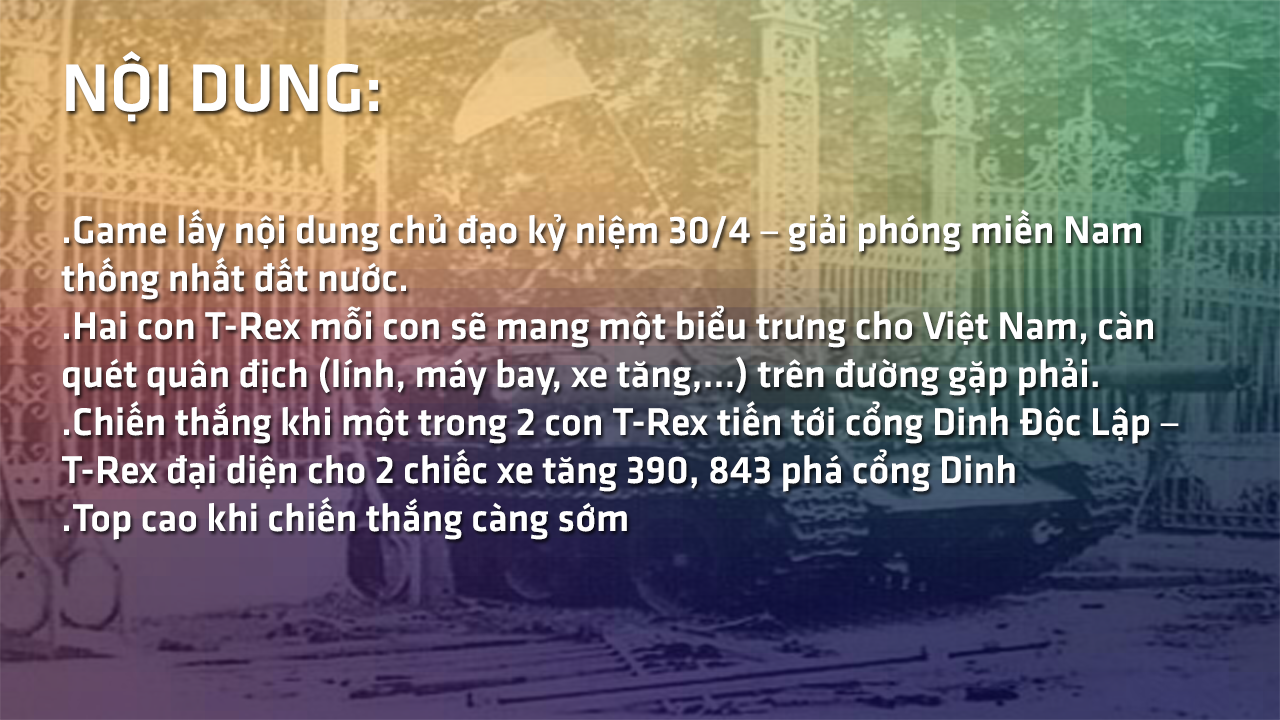 NỘI DUNG:
.Game lấy nội dung chủ đạo kỷ niệm 30/4 – giải phóng miền Nam
thống nhất đất nước.
.Hai con T-Rex mỗi con sẽ mang một biểu trưng cho Việt Nam, càn
quét quân địch (lính, máy bay, xe tăng,...) trên đường gặp phải.
.Chiến thắng khi một trong 2 con T-Rex tiến tới cổng Dinh Độc Lập –
T-Rex đại diện cho 2 chiếc xe tăng 390, 843 phá cổng Dinh
.Top cao khi chiến thắng càng sớm